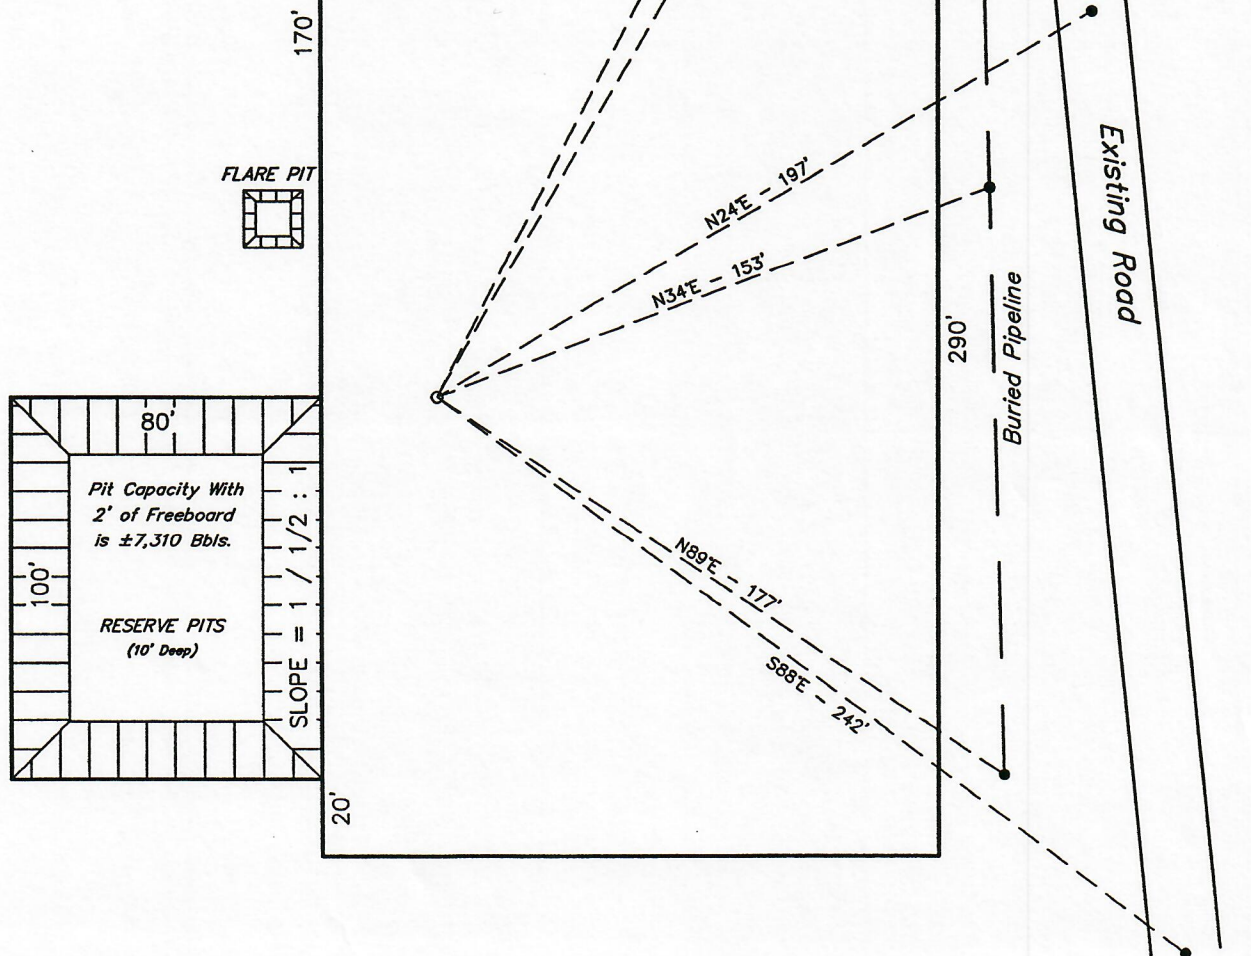 170'
FLARE PIT
N24°E - 197'
N34°E - 153'
Existing Road
290'
Buried Pipeline
80'
Pit Capacity With
2' of Freeboard
is ±7,310 Bbls.
100'
RESERVE PITS
(10' Deep)
SLOPE = 1 / 1/2 : 1
N89°E - 177'
S88°E - 242'
20'